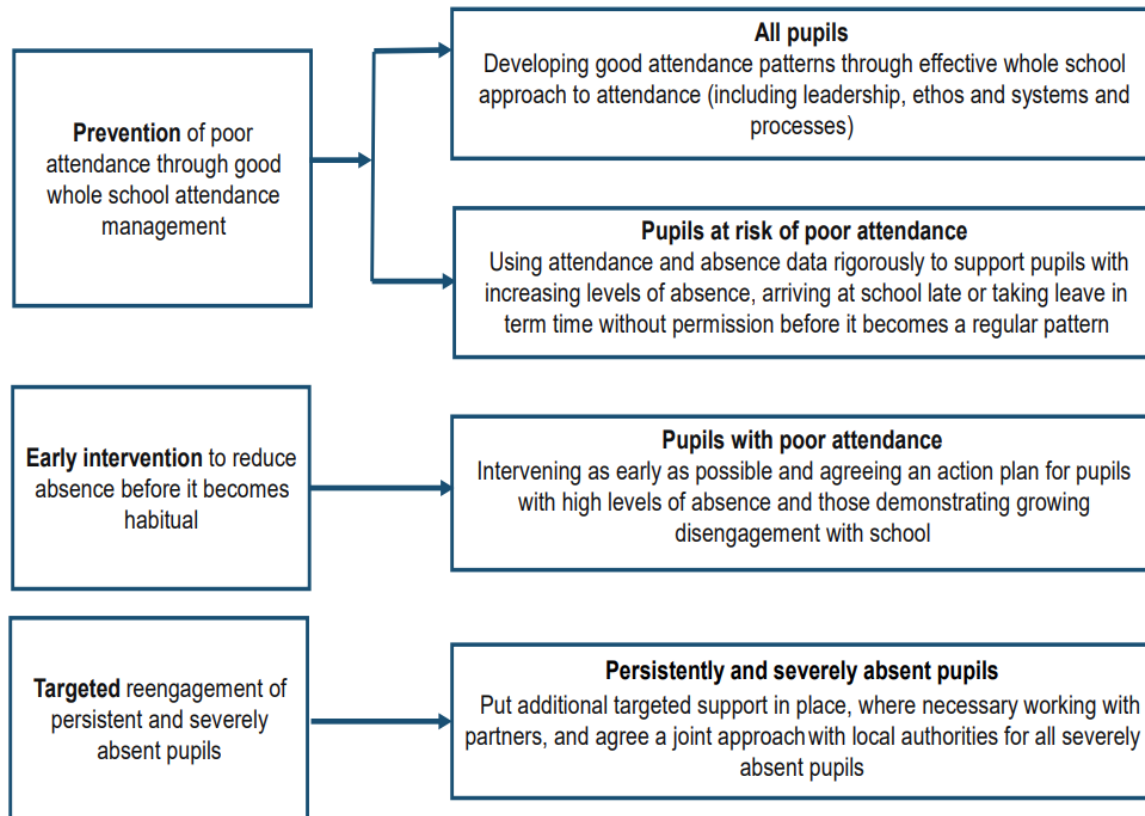 Prevention of poor
attendance through good
whole school attendance
management
All pupils
Developing good attendance patterns through effective whole school
approach to attendance (including leadership, ethos and systems and
processes)
Pupils at risk of poor attendance
Using attendance and absence data rigorously to support pupils with
increasing levels of absence, arriving at school late or taking leave in
term time without permission before it becomes a regular pattern
Early intervention to reduce
absence before it becomes
habitual
Pupils with poor attendance
Intervening as early as possible and agreeing an action plan for pupils
with high levels of absence and those demonstrating growing
disengagement with school
Targeted reengagement of
persistent and severely
absent pupils
Persistently and severely absent pupils
Put additional targeted support in place, where necessary working with
partners, and agree a joint approach with local authorities for all severely
absent pupils